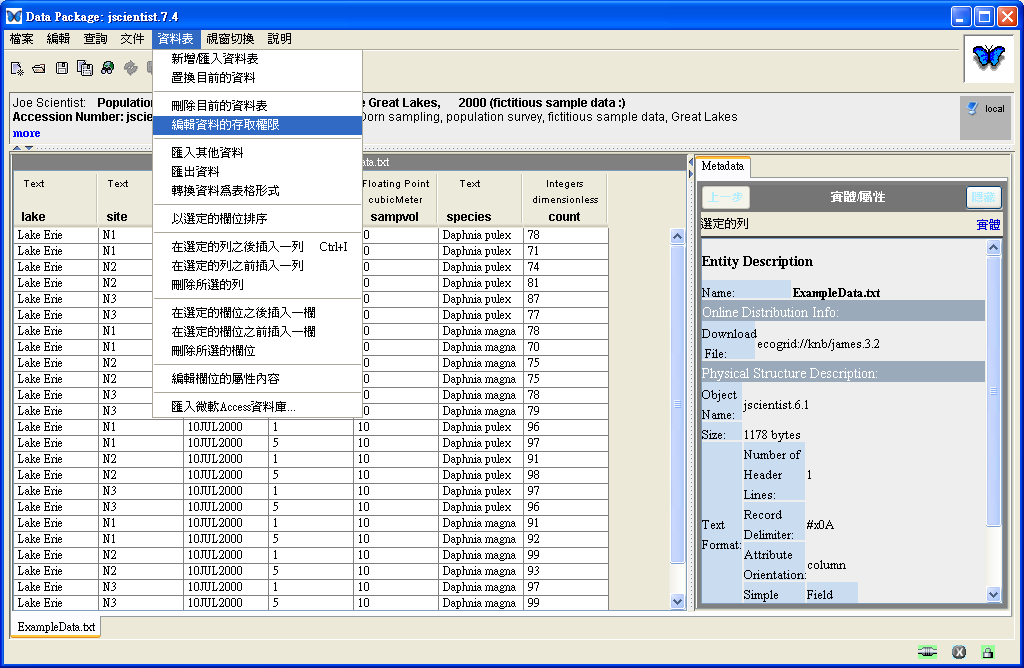 Data Package: jscientist.7.4
檔案 編輯 查詢 文件 資料表 視窗切換 說明
新增/匯入資料表
置換目前的資料
刪除目前的資料表
編輯資料的存取權限
匯入其他資料
匯出資料
轉換資料為表格形式
以選定的欄位排序
在選定的列之後插入一列 Ctrl+I
在選定的列之前插入一列
刪除所選的列
在選定的欄位之後插入一欄
在選定的欄位之前插入一欄
刪除所選的欄位
編輯欄位的屬性內容
匯入微軟Access資料庫...
Joe Scientist: Population e Great Lakes, 2000 (fictitious sample data :)
Accession Number: jscie Dorn sampling, population survey, fictitious sample data, Great Lakes
more
local
ata.txt
Text Text Floating Point Text Integers
cubicMeter dimensionless
lake site sampvol species count
Lake Erie N1 0 Daphnia pulex 78
Lake Erie N1 0 Daphnia pulex 71
Lake Erie N2 0 Daphnia pulex 74
Lake Erie N2 0 Daphnia pulex 81
Lake Erie N3 0 Daphnia pulex 87
Lake Erie N3 0 Daphnia pulex 77
Lake Erie N1 0 Daphnia magna 78
Lake Erie N1 0 Daphnia magna 70
Lake Erie N2 0 Daphnia magna 75
Lake Erie N2 0 Daphnia magna 75
Lake Erie N3 0 Daphnia magna 78
Lake Erie N3 0 Daphnia magna 79
Lake Erie N1 10JUL2000 1 10 Daphnia pulex 96
Lake Erie N1 10JUL2000 5 10 Daphnia pulex 97
Lake Erie N2 10JUL2000 1 10 Daphnia pulex 91
Lake Erie N2 10JUL2000 5 10 Daphnia pulex 98
Lake Erie N3 10JUL2000 1 10 Daphnia pulex 97
Lake Erie N3 10JUL2000 5 10 Daphnia pulex 96
Lake Erie N1 10JUL2000 1 10 Daphnia magna 91
Lake Erie N1 10JUL2000 5 10 Daphnia magna 92
Lake Erie N2 10JUL2000 1 10 Daphnia magna 99
Lake Erie N2 10JUL2000 5 10 Daphnia magna 93
Lake Erie N3 10JUL2000 1 10 Daphnia magna 97
Lake Erie N3 10JUL2000 5 10 Daphnia magna 99
ExampleData.txt
Metadata
上一步 實體/屬性 隱藏
選定的列 實體
Entity Description
Name: ExampleData.txt
Online Distribution Info:
Download
File: ecogrid://knb/james.3.2
Physical Structure Description:
Object
Name: jscientist.6.1
Size: 1178 bytes
Text
Format:
Number of
Header
Lines: 1
Record
Delimiter: #x0A
Attribute
Orientation: column
Simple Field